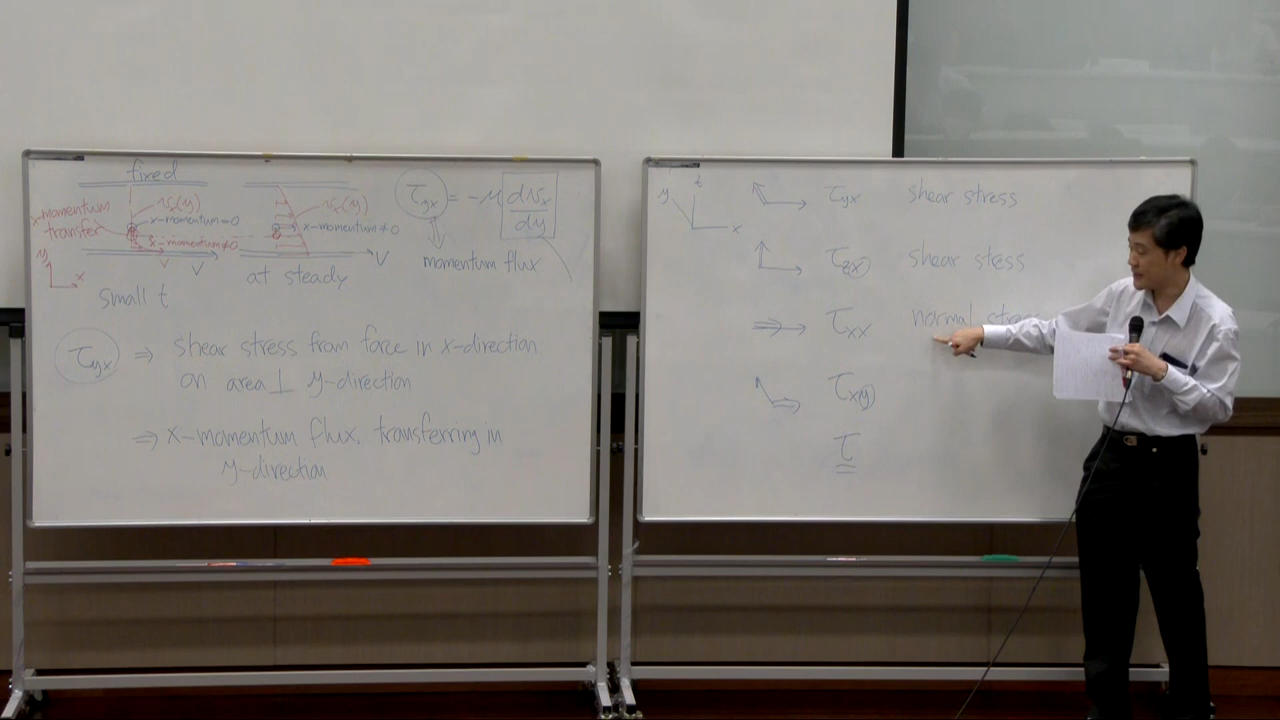 fixed
x-momentum transfer
v_x(y)
x-momentum=0
x-momentum≠0
V
V
y
x
small t
v_x(y)
x-momentum≠0
V
at steady
τ_yx = -μ dv_x/dy
momentum flux
τ_yx ⇒ shear stress from force in x-direction
on area ⊥ y-direction
⇒ x-momentum flux, transferring in
y-direction
y
x
τ_yx shear stress
τ_zx shear stress
τ_xx normal stress
τ_xy
τ